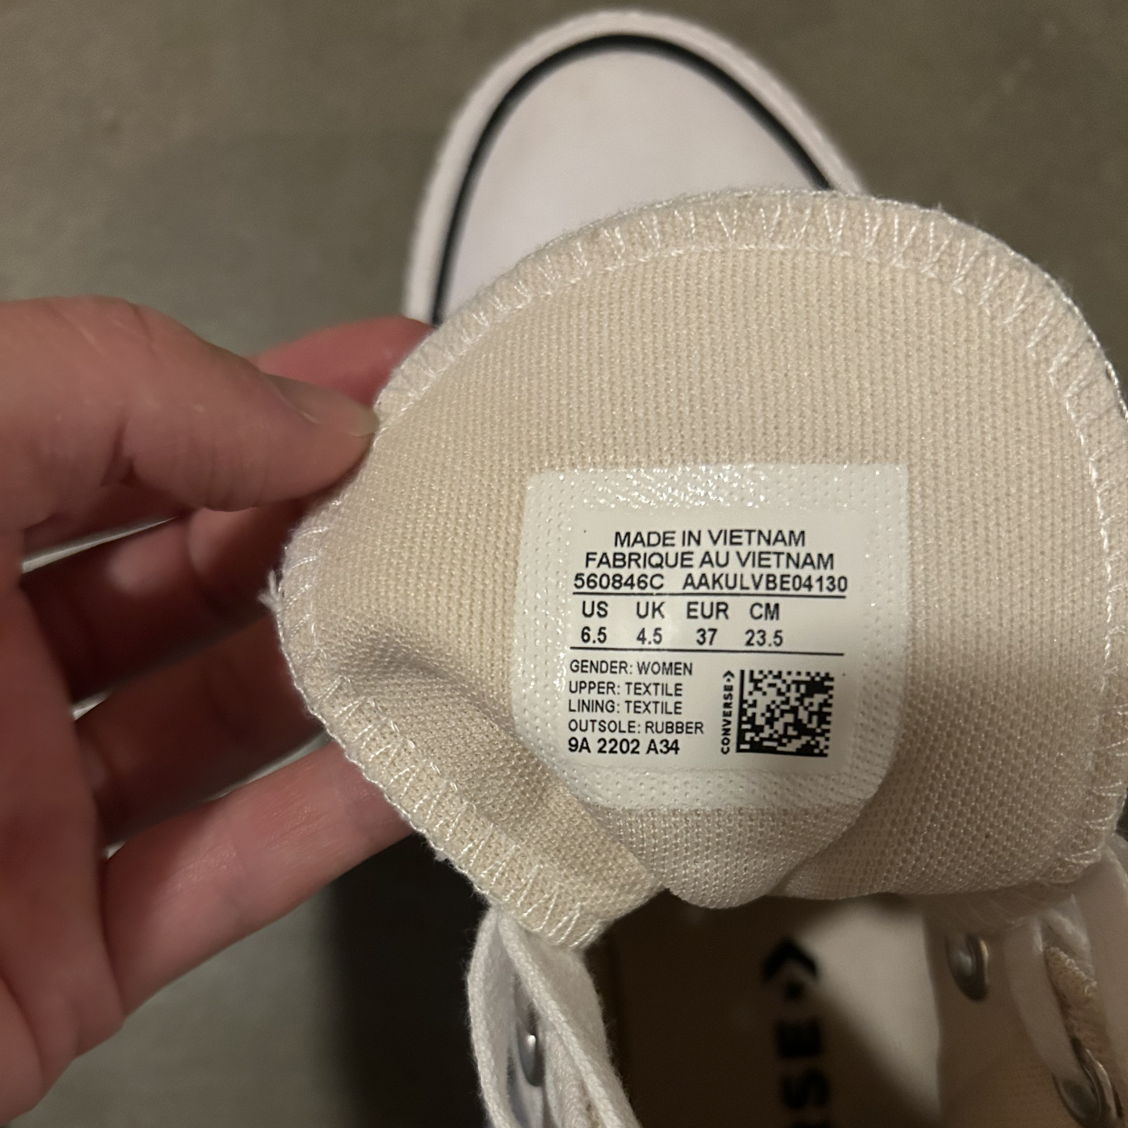 MADE IN VIETNAM
FABRIQUE AU VIETNAM
560846C AAKULVBE04130
US UK EUR CM
6.5 4.5 37 23.5
GENDER: WOMEN
UPPER: TEXTILE
LINING: TEXTILE
OUTSOLE: RUBBER
9A 2202 A34
CONVERSE
RSE